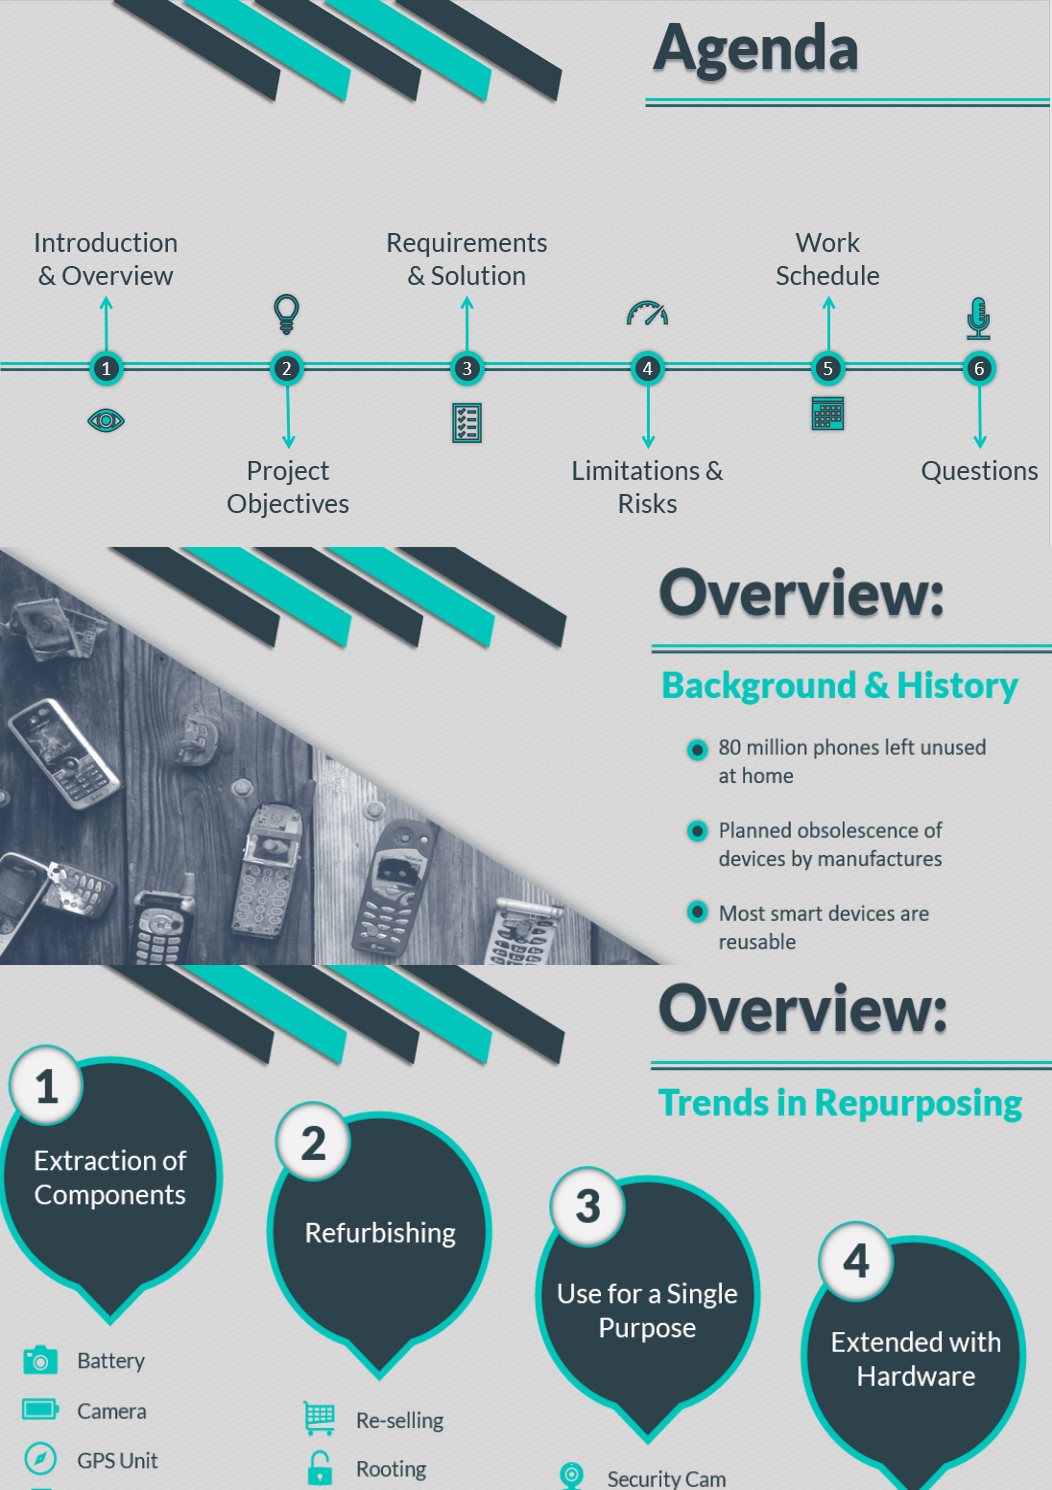 Agenda
Introduction
& Overview
Requirements
& Solution
Work
Schedule
1
2
3
4
5
6
Project
Objectives
Limitations &
Risks
Questions
Overview:
Background & History
80 million phones left unused
at home
Planned obsolescence of
devices by manufactures
Most smart devices are
reusable
Overview:
Trends in Repurposing
1
Extraction of
Components
Battery
Camera
GPS Unit
2
Refurbishing
Re-selling
Rooting
3
Use for a Single
Purpose
Security Cam
4
Extended with
Hardware